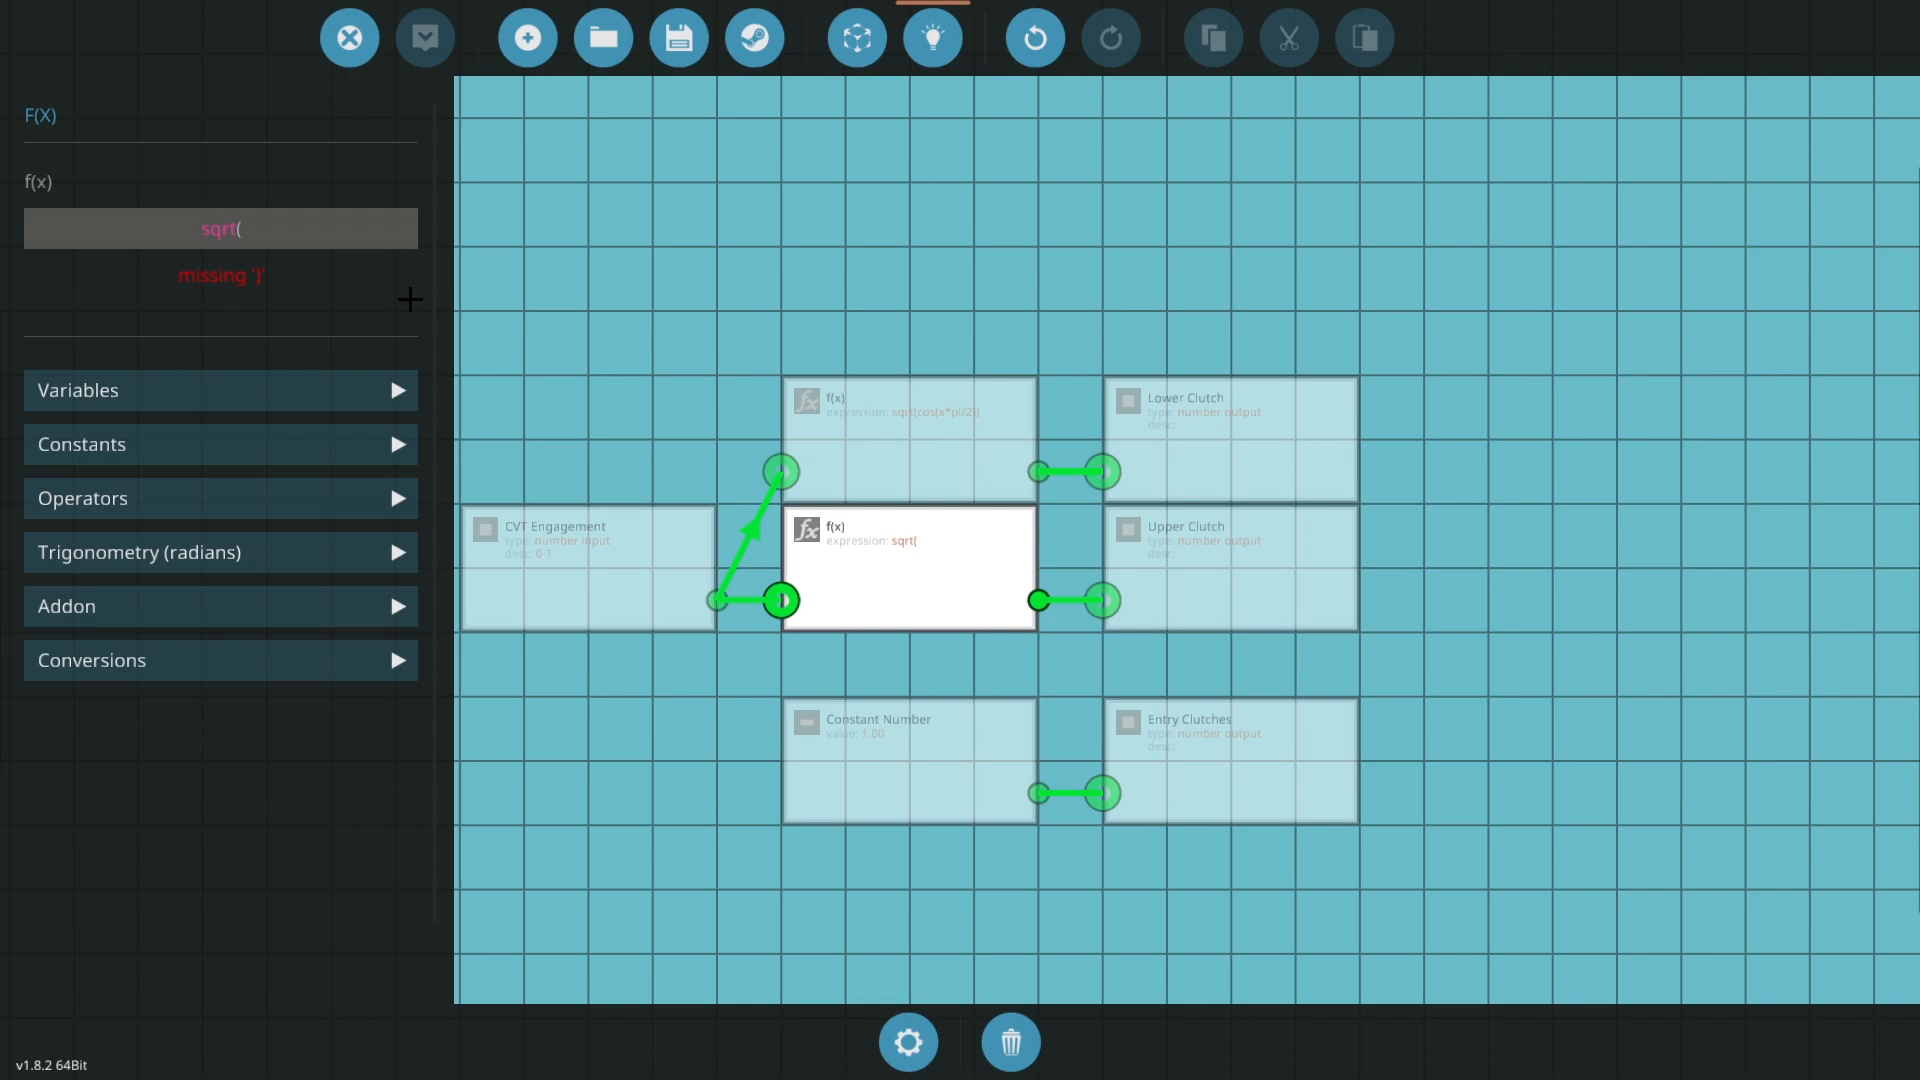 F(X)
f(x)
sqrt(
missing ')'
Variables
Constants
Operators
Trigonometry (radians)
Addon
Conversions
f(x)
expression: sqrt(cos(x*pi/2))
Lower Clutch
type: number output
desc:
CVT Engagement
type: number input
desc: 0-1
f(x)
expression: sqrt(
Upper Clutch
type: number output
desc:
Constant Number
value: 1.00
Entry Clutches
type: number output
desc:
v1.8.2 64Bit